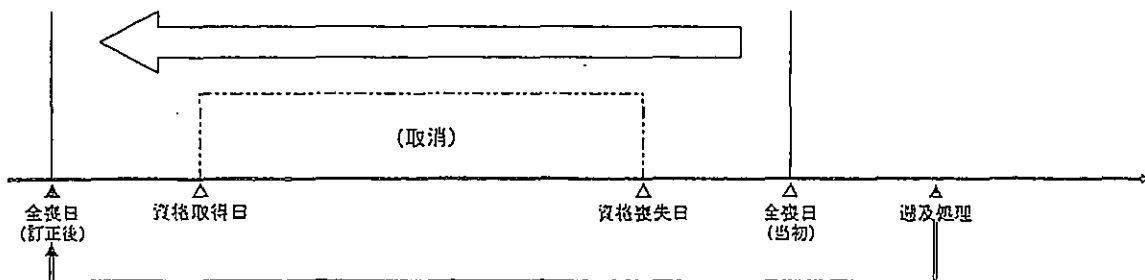 (取消)
全喪日
(訂正後)
資格取得日
資格喪失日
全喪日
(当初)
遡及処理